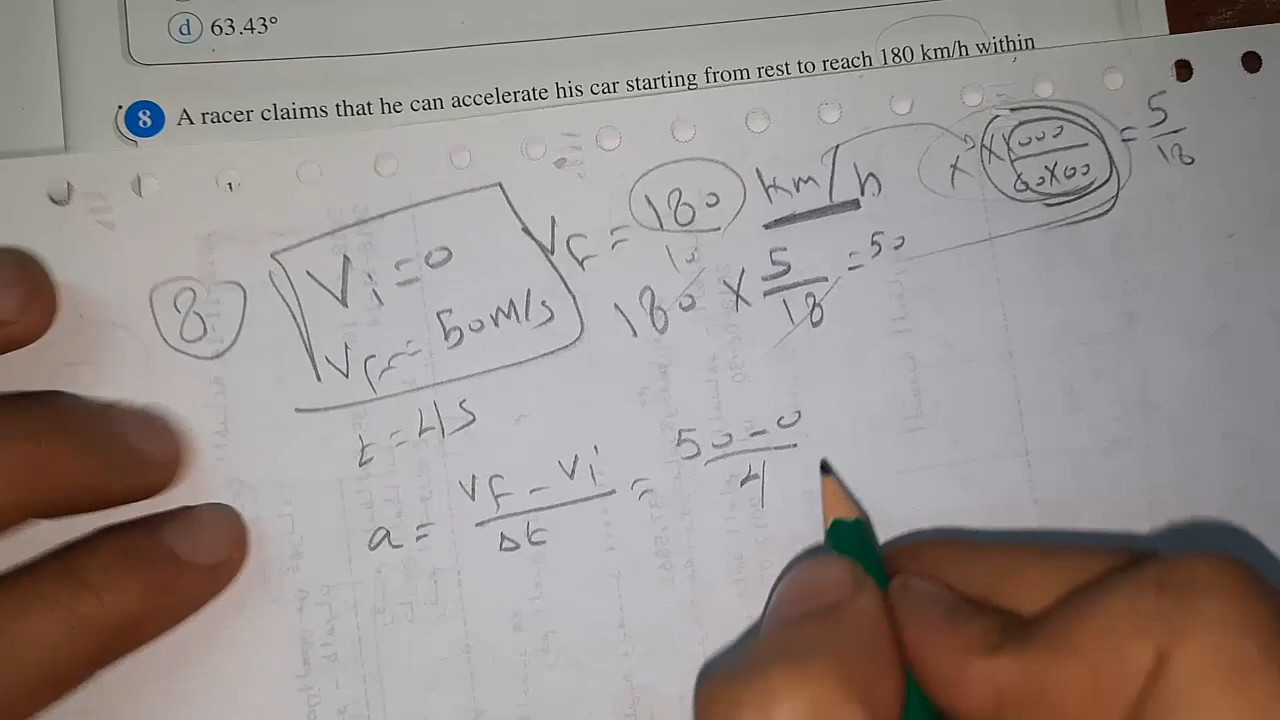 d 63.43°
8 A racer claims that he can accelerate his car starting from rest to reach 180 km/h within
8
Vi = 0
Vf = 50 m/s
t = 4s
Vf = 180 km/h × 1000 / 60×60 = 5/18
180 × 5/18 = 50
10
a = Vf - Vi / Δt = 50 - 0 / 4